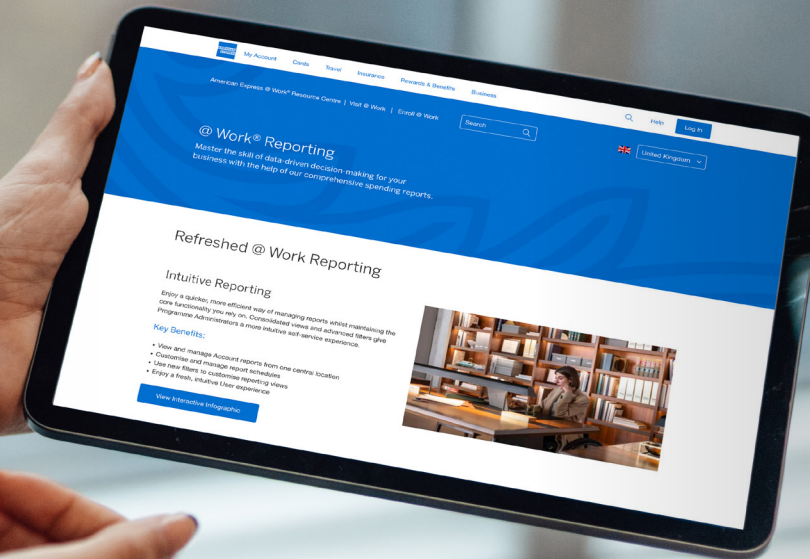 My Account Cards Travel Insurance Rewards & Benefits Business
Help Log In
American Express @ Work® Resource Centre | Visit @ Work | Enroll @ Work
Search
United Kingdom
@ Work® Reporting
Master the skill of data-driven decision-making for your
business with the help of our comprehensive spending reports.
Refreshed @ Work Reporting
Intuitive Reporting
Enjoy a quicker, more efficient way of managing reports whilst maintaining the
core functionality you rely on. Consolidated views and advanced filters give
Programme Administrators a more intuitive self-service experience.
Key Benefits:
• View and manage Account reports from one central location
• Customise and manage report schedules
• Use new filters to customise reporting views
• Enjoy a fresh, intuitive User experience
View Interactive Infographic